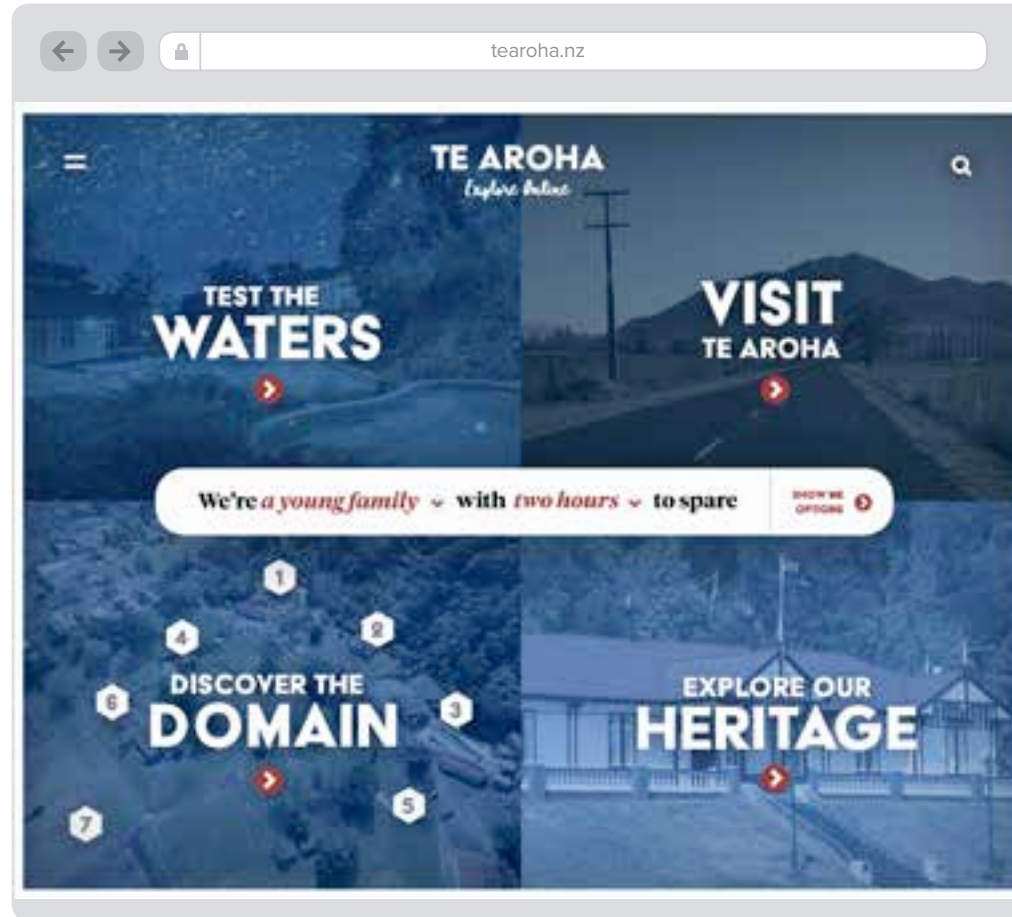 tearoha.nz
TE AROHA
Explore Online
TEST THE
WATERS
VISIT
TE AROHA
We're a young family with two hours to spare
SHOW ME
OPTIONS
1
2
4
DISCOVER THE
DOMAIN
6
3
5
7
EXPLORE OUR
HERITAGE